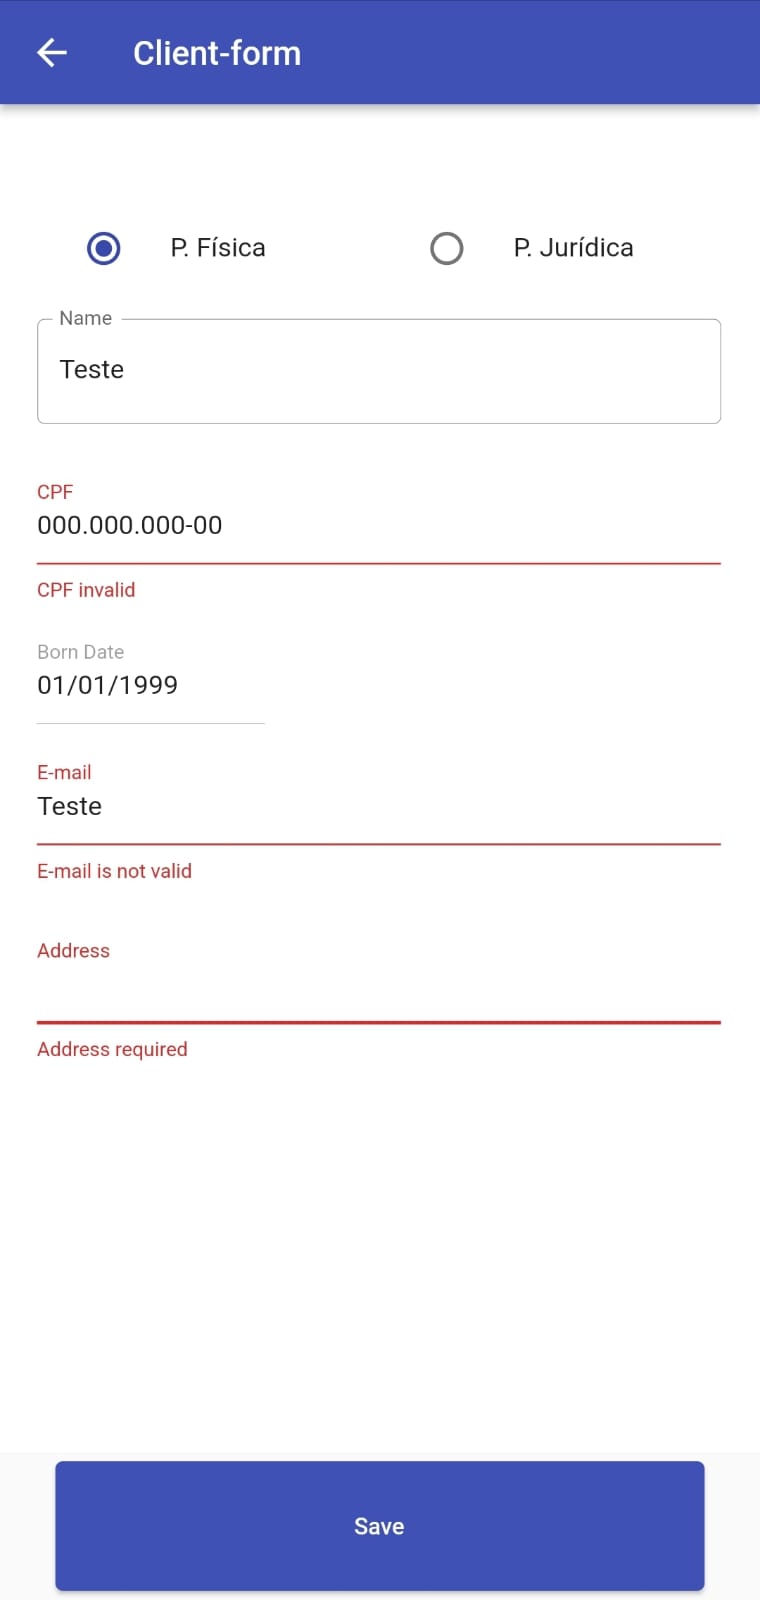 Client-form
P. Física P. Jurídica
Name
Teste
CPF
000.000.000-00
CPF invalid
Born Date
01/01/1999
E-mail
Teste
E-mail is not valid
Address
Address required
Save